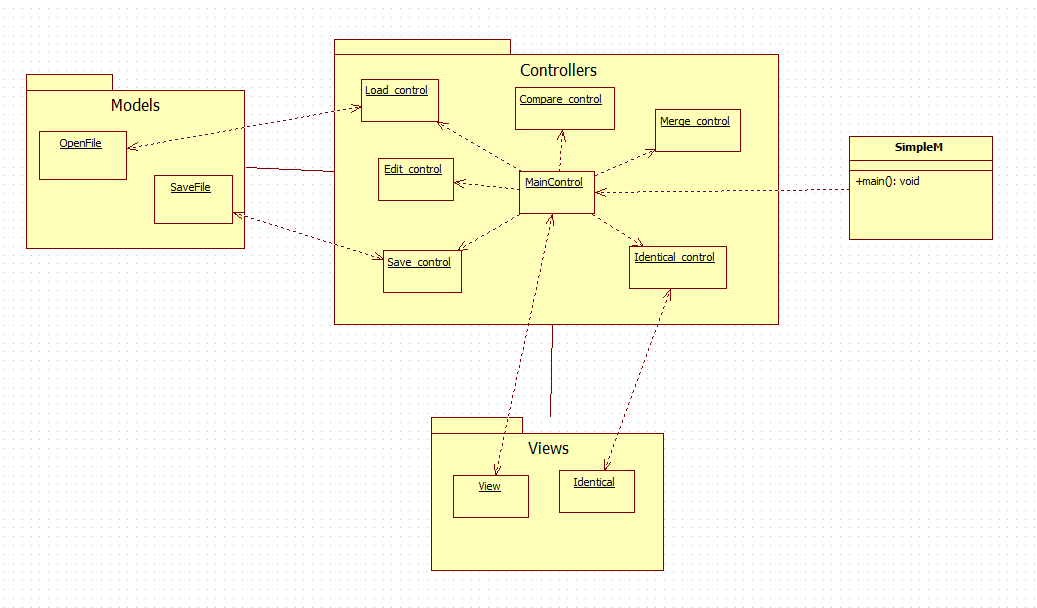 Controllers
Models
Load_control
Compare_control
Merge_control
OpenFile
SimpleM
Edit_control
MainControl
+main(): void
SaveFile
Save_control
Identical_control
Views
View
Identical